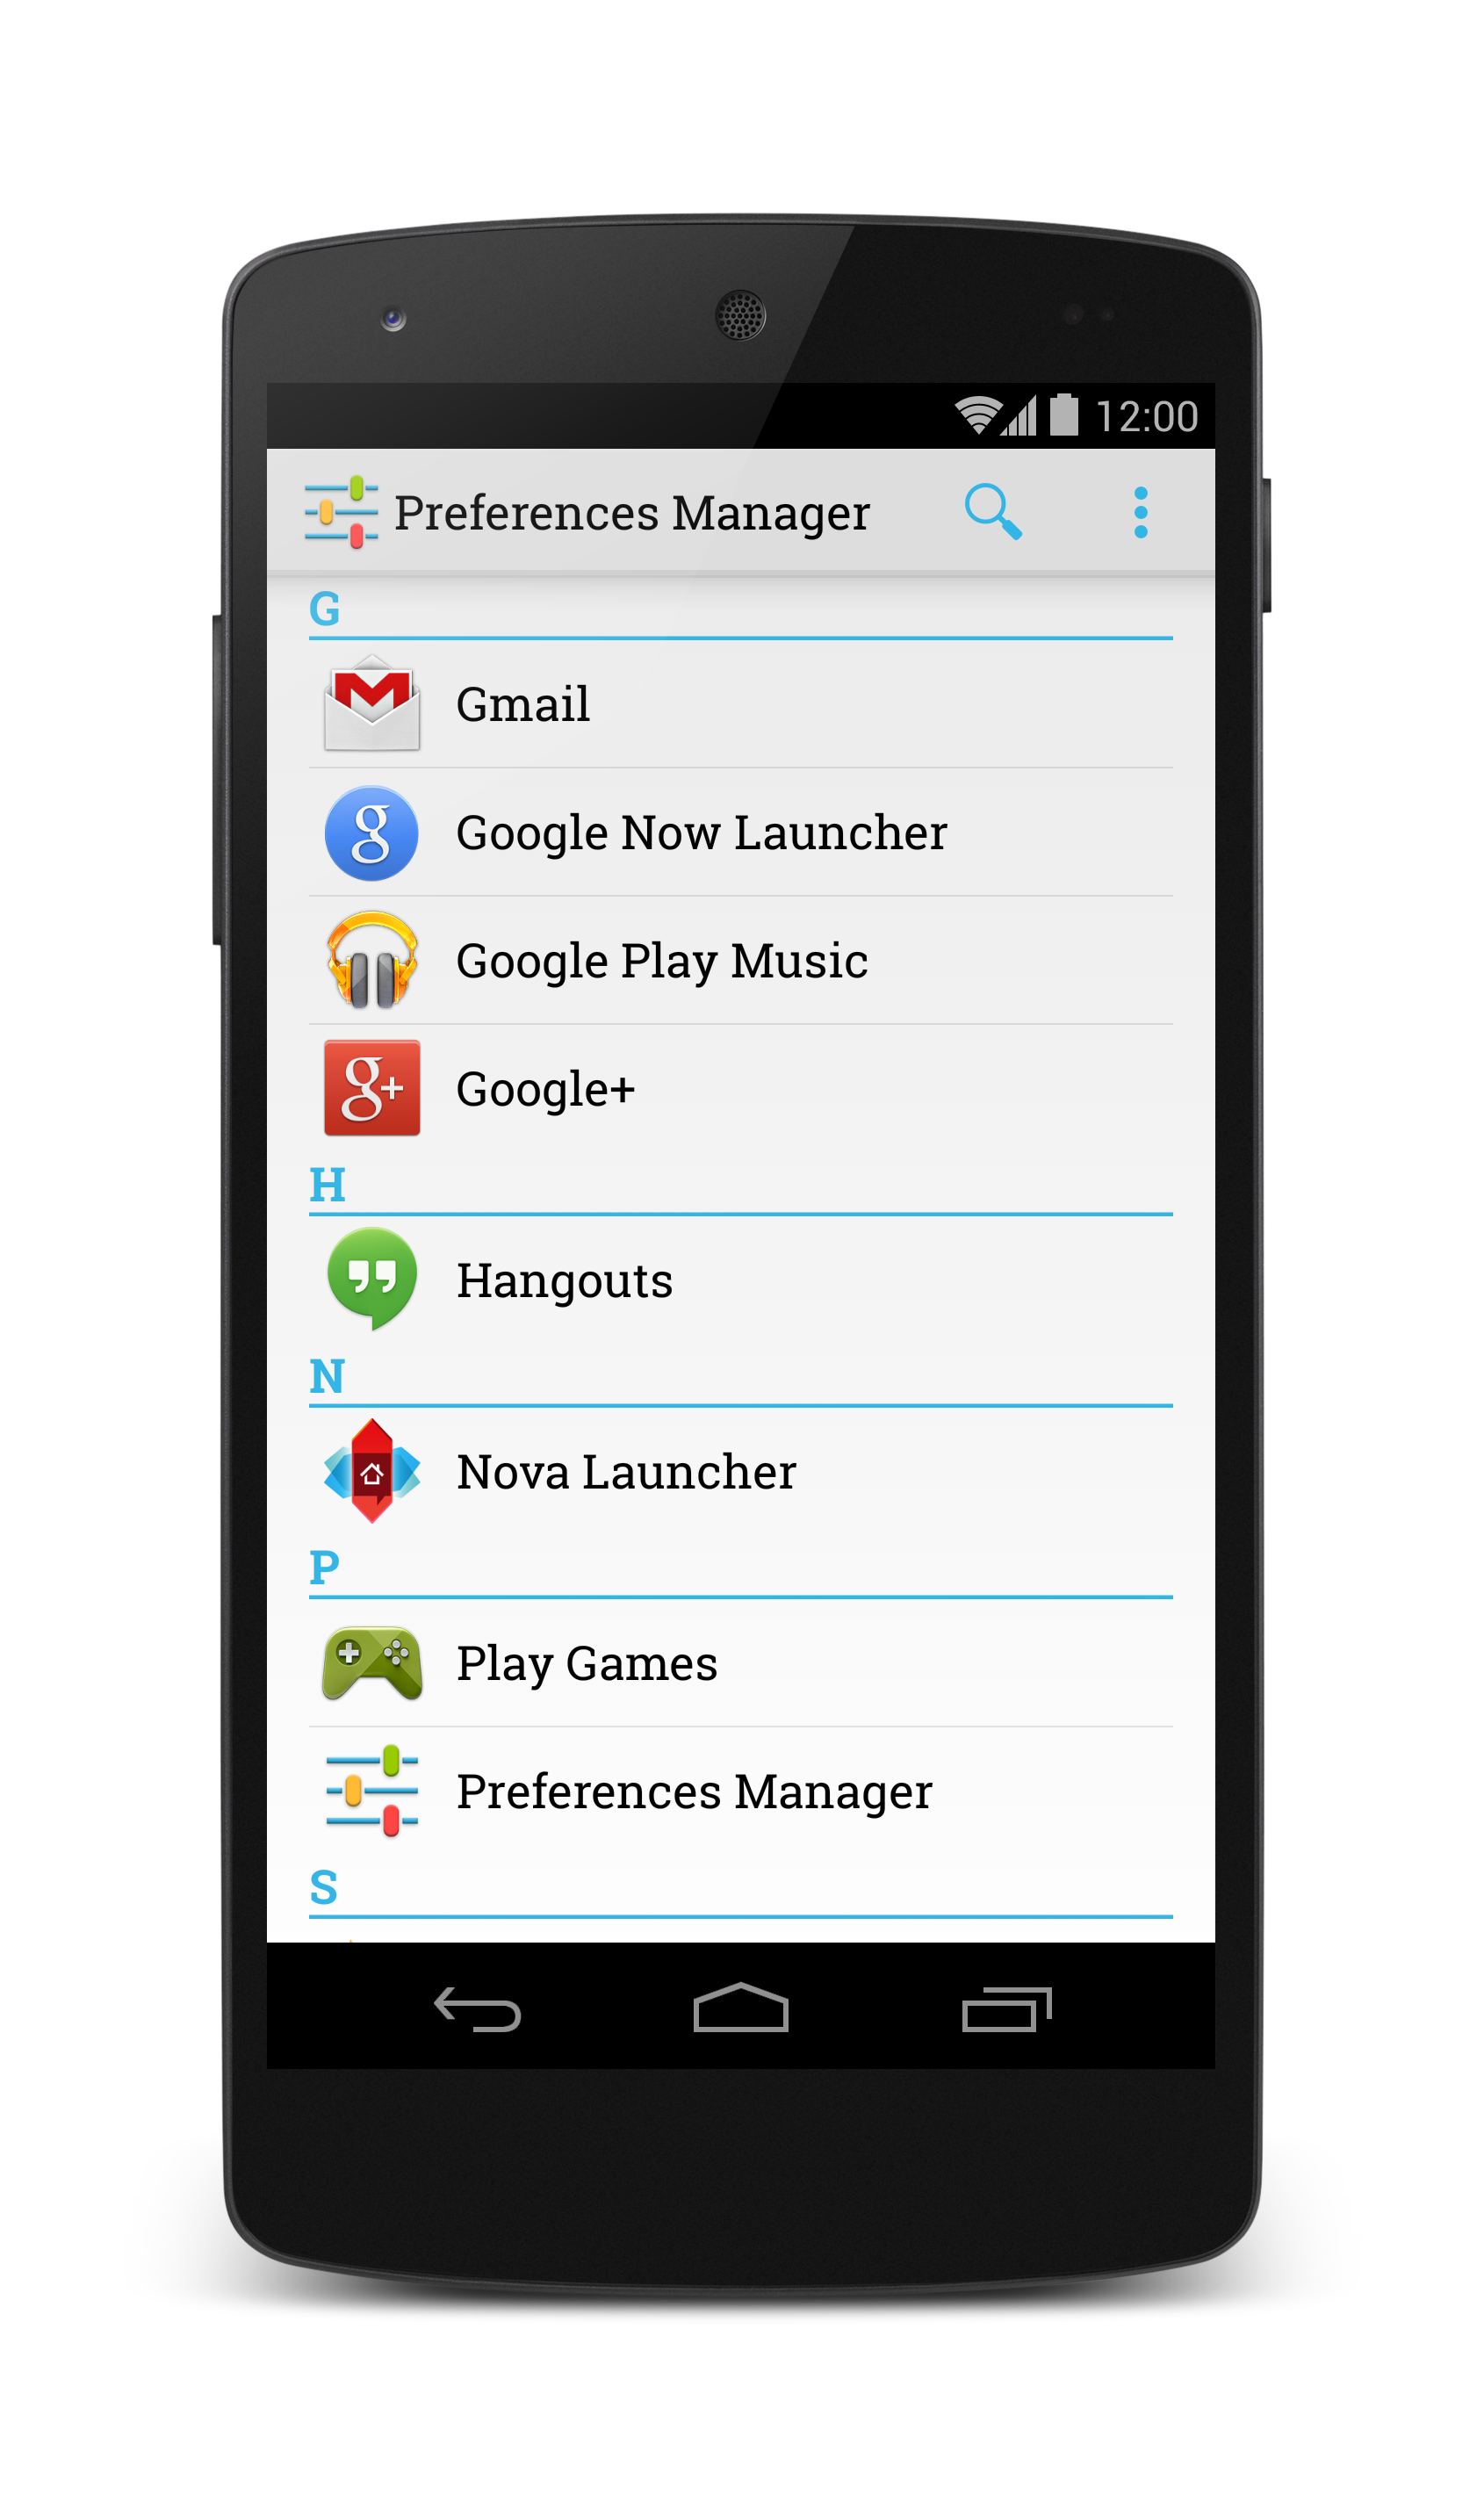 12:00
Preferences Manager
G
Gmail
Google Now Launcher
Google Play Music
g+
Google+
H
Hangouts
N
Nova Launcher
P
Play Games
Preferences Manager
S